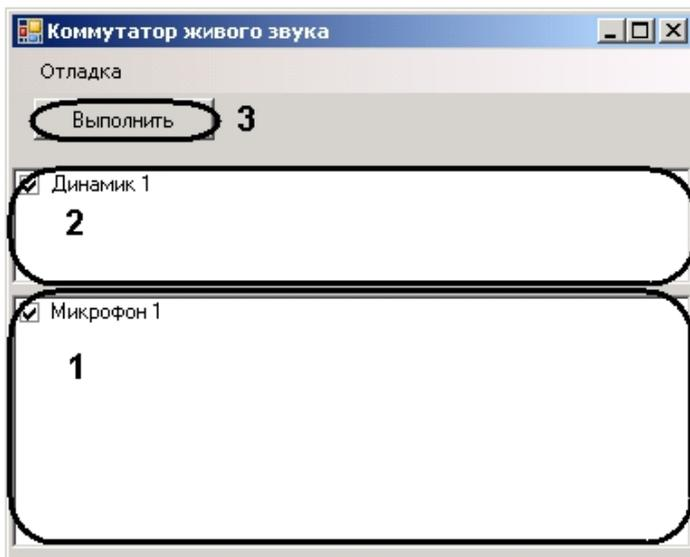 Коммутатор живого звука
Отладка
Выполнить 3
Динамик 1
2
Микрофон 1
1